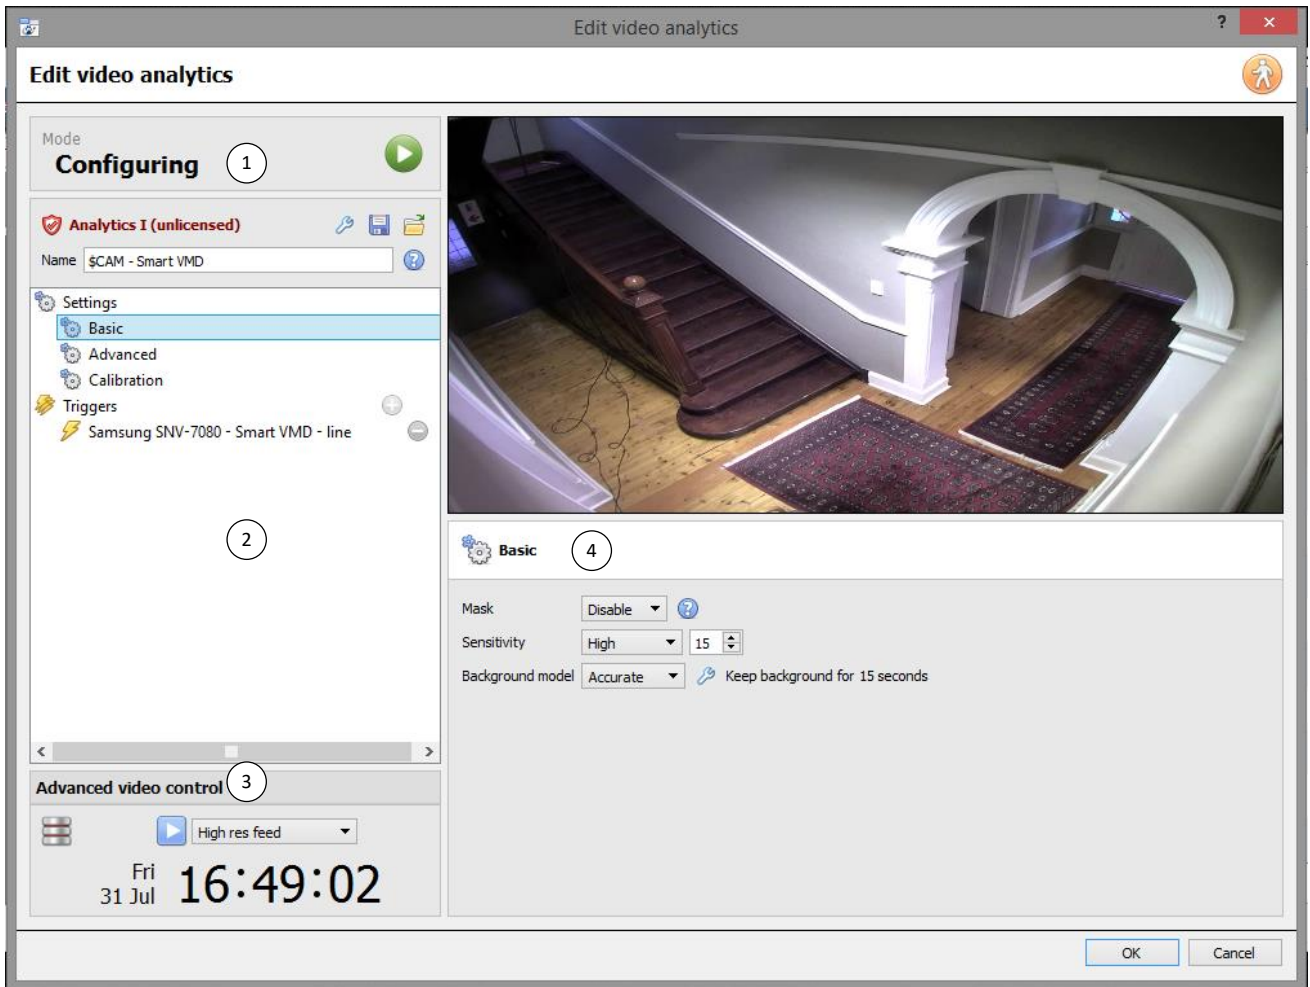 Edit video analytics
?
Edit video analytics
Mode
Configuring
1
Analytics I (unlicensed)
Name $CAM - Smart VMD
Settings
Basic
Advanced
Calibration
Triggers
Samsung SNV-7080 - Smart VMD - line
2
Advanced video control 3
High res feed
Fri
31 Jul 16:49:02
Basic 4
Mask Disable
Sensitivity High 15
Background model Accurate Keep background for 15 seconds
OK Cancel